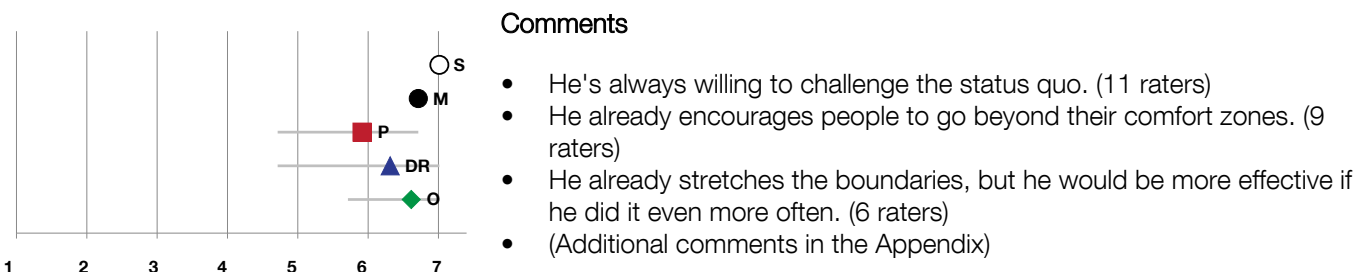 Comments
S
• He's always willing to challenge the status quo. (11 raters)
M
• He already encourages people to go beyond their comfort zones. (9
raters)
P
• He already stretches the boundaries, but he would be more effective if
he did it even more often. (6 raters)
DR
O
• (Additional comments in the Appendix)
1 2 3 4 5 6 7